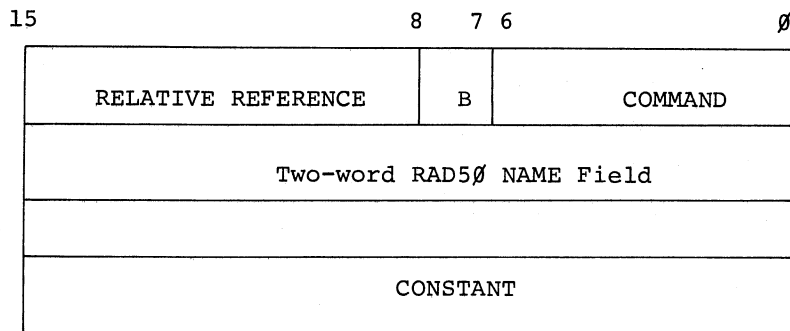 15 8 7 6 Ø
RELATIVE REFERENCE B COMMAND
Two-word RAD5Ø NAME Field
CONSTANT